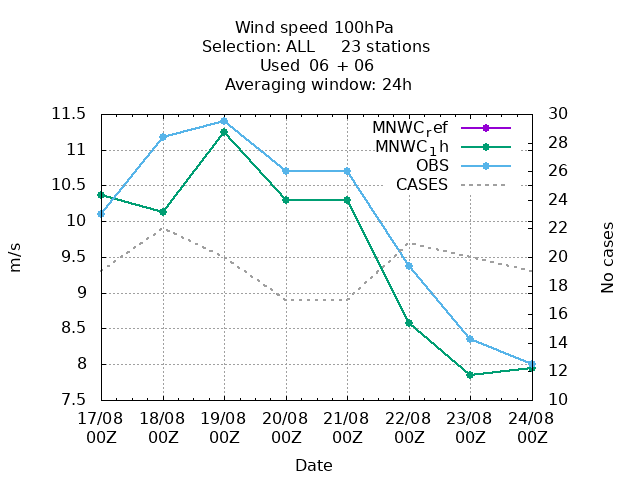 Wind speed 100hPa
Selection: ALL 23 stations
Used 06 + 06
Averaging window: 24h
MNWCref
MNWC1h
OBS
CASES
m/s
11.5
11
10.5
10
9.5
9
8.5
8
7.5
30
28
26
24
22
20
18
16
14
12
10
No cases
17/08 18/08 19/08 20/08 21/08 22/08 23/08 24/08
00Z 00Z 00Z 00Z 00Z 00Z 00Z 00Z
Date